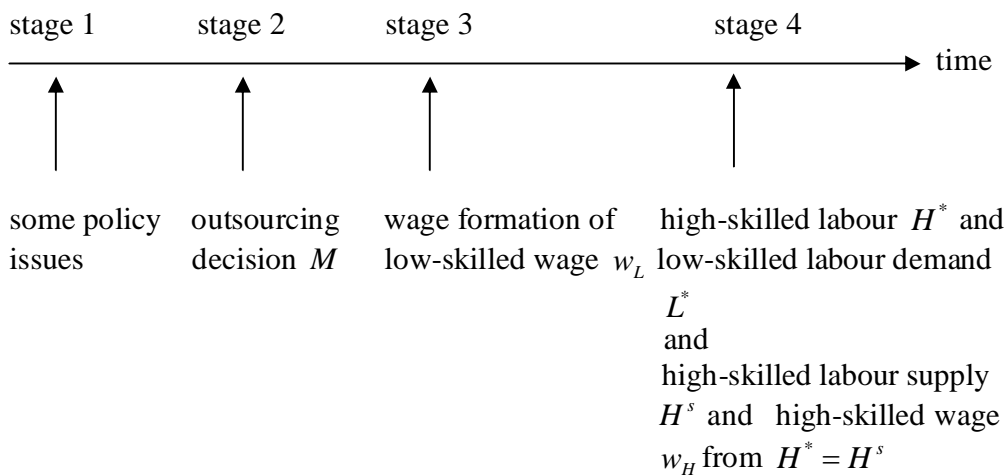 stage 1 stage 2 stage 3 stage 4
time
some policy outsourcing wage formation of high-skilled labour H* and
issues decision M low-skilled wage w_L low-skilled labour demand
L*
and
high-skilled labour supply
H^s and high-skilled wage
w_H from H* = H^s